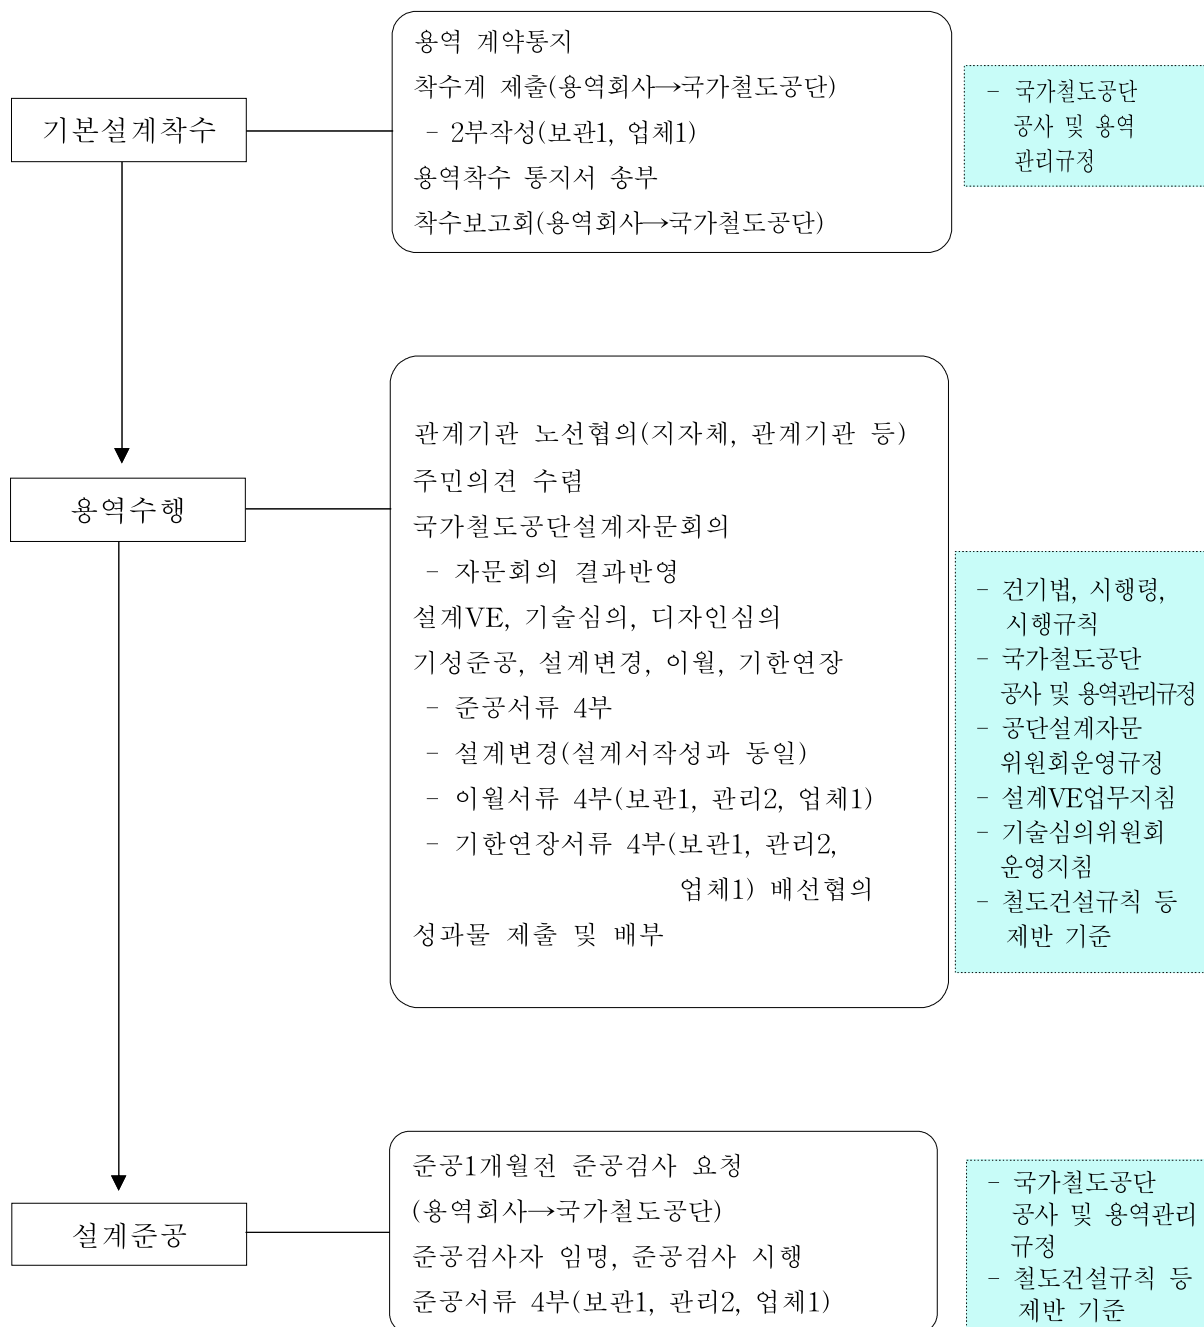 기본설계착수
용역 계약통지
착수계 제출(용역회사→국가철도공단)
- 2부작성(보관1, 업체1)
용역착수 통지서 송부
착수보고회(용역회사→국가철도공단)
- 국가철도공단
공사 및 용역
관리규정
용역수행
관계기관 노선협의(지자체, 관계기관 등)
주민의견 수렴
국가철도공단설계자문회의
- 자문회의 결과반영
설계VE, 기술심의, 디자인심의
기성준공, 설계변경, 이월, 기한연장
- 준공서류 4부
- 설계변경(설계서작성과 동일)
- 이월서류 4부(보관1, 관리2, 업체1)
- 기한연장서류 4부(보관1, 관리2,
업체1) 배선협의
성과물 제출 및 배부
- 건기법, 시행령,
시행규칙
- 국가철도공단
공사 및 용역관리규정
- 공단설계자문
위원회운영규정
- 설계VE업무지침
- 기술심의위원회
운영지침
- 철도건설규칙 등
제반 기준
설계준공
준공1개월전 준공검사 요청
(용역회사→국가철도공단)
준공검사자 임명, 준공검사 시행
준공서류 4부(보관1, 관리2, 업체1)
- 국가철도공단
공사 및 용역관리
규정
- 철도건설규칙 등
제반 기준